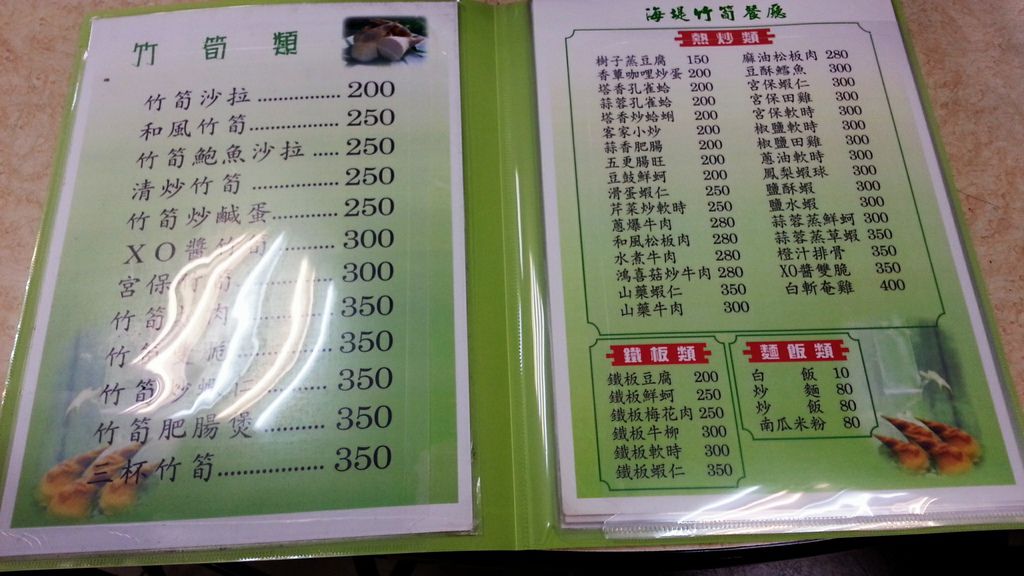 竹筍類
竹筍沙拉..............200
和風竹筍...............250
竹筍鮑魚沙拉.....250
清炒竹筍...............250
竹筍炒鹹蛋...........250
XO醬竹筍 300
宮保竹筍 300
竹筍 肉 350
竹筍 脆 350
竹筍炒蝦仁 350
竹筍肥腸煲 350
三杯竹筍..................350
海堤竹筍餐廳
熱炒類
樹子蒸豆腐 150
香蕈咖哩炒蛋 200
塔香孔雀蛤 200
蒜蓉孔雀蛤 200
塔香炒蛤蜊 200
客家小炒 200
蒜香肥腸 200
五更腸旺 200
豆鼓鮮蚵 200
滑蛋蝦仁 250
芹菜炒軟時 250
蔥爆牛肉 280
和風松板肉 280
水煮牛肉 280
鴻喜菇炒牛肉 280
山藥蝦仁 350
山藥牛肉 300
麻油松板肉 280
豆酥鱈魚 300
宮保蝦仁 300
宮保田雞 300
宮保軟時 300
椒鹽軟時 300
椒鹽田雞 300
蔥油軟時 300
鳳梨蝦球 300
鹽酥蝦 300
鹽水蝦 300
蒜蓉蒸鮮蚵 300
蒜蓉蒸草蝦 350
橙汁排骨 350
XO醬雙脆 350
白斬奄雞 400
鐵板類
鐵板豆腐 200
鐵板鮮蚵 250
鐵板梅花肉 250
鐵板牛柳 300
鐵板軟時 300
鐵板蝦仁 350
麵飯類
白飯 10
炒麵 80
炒飯 80
南瓜米粉 80